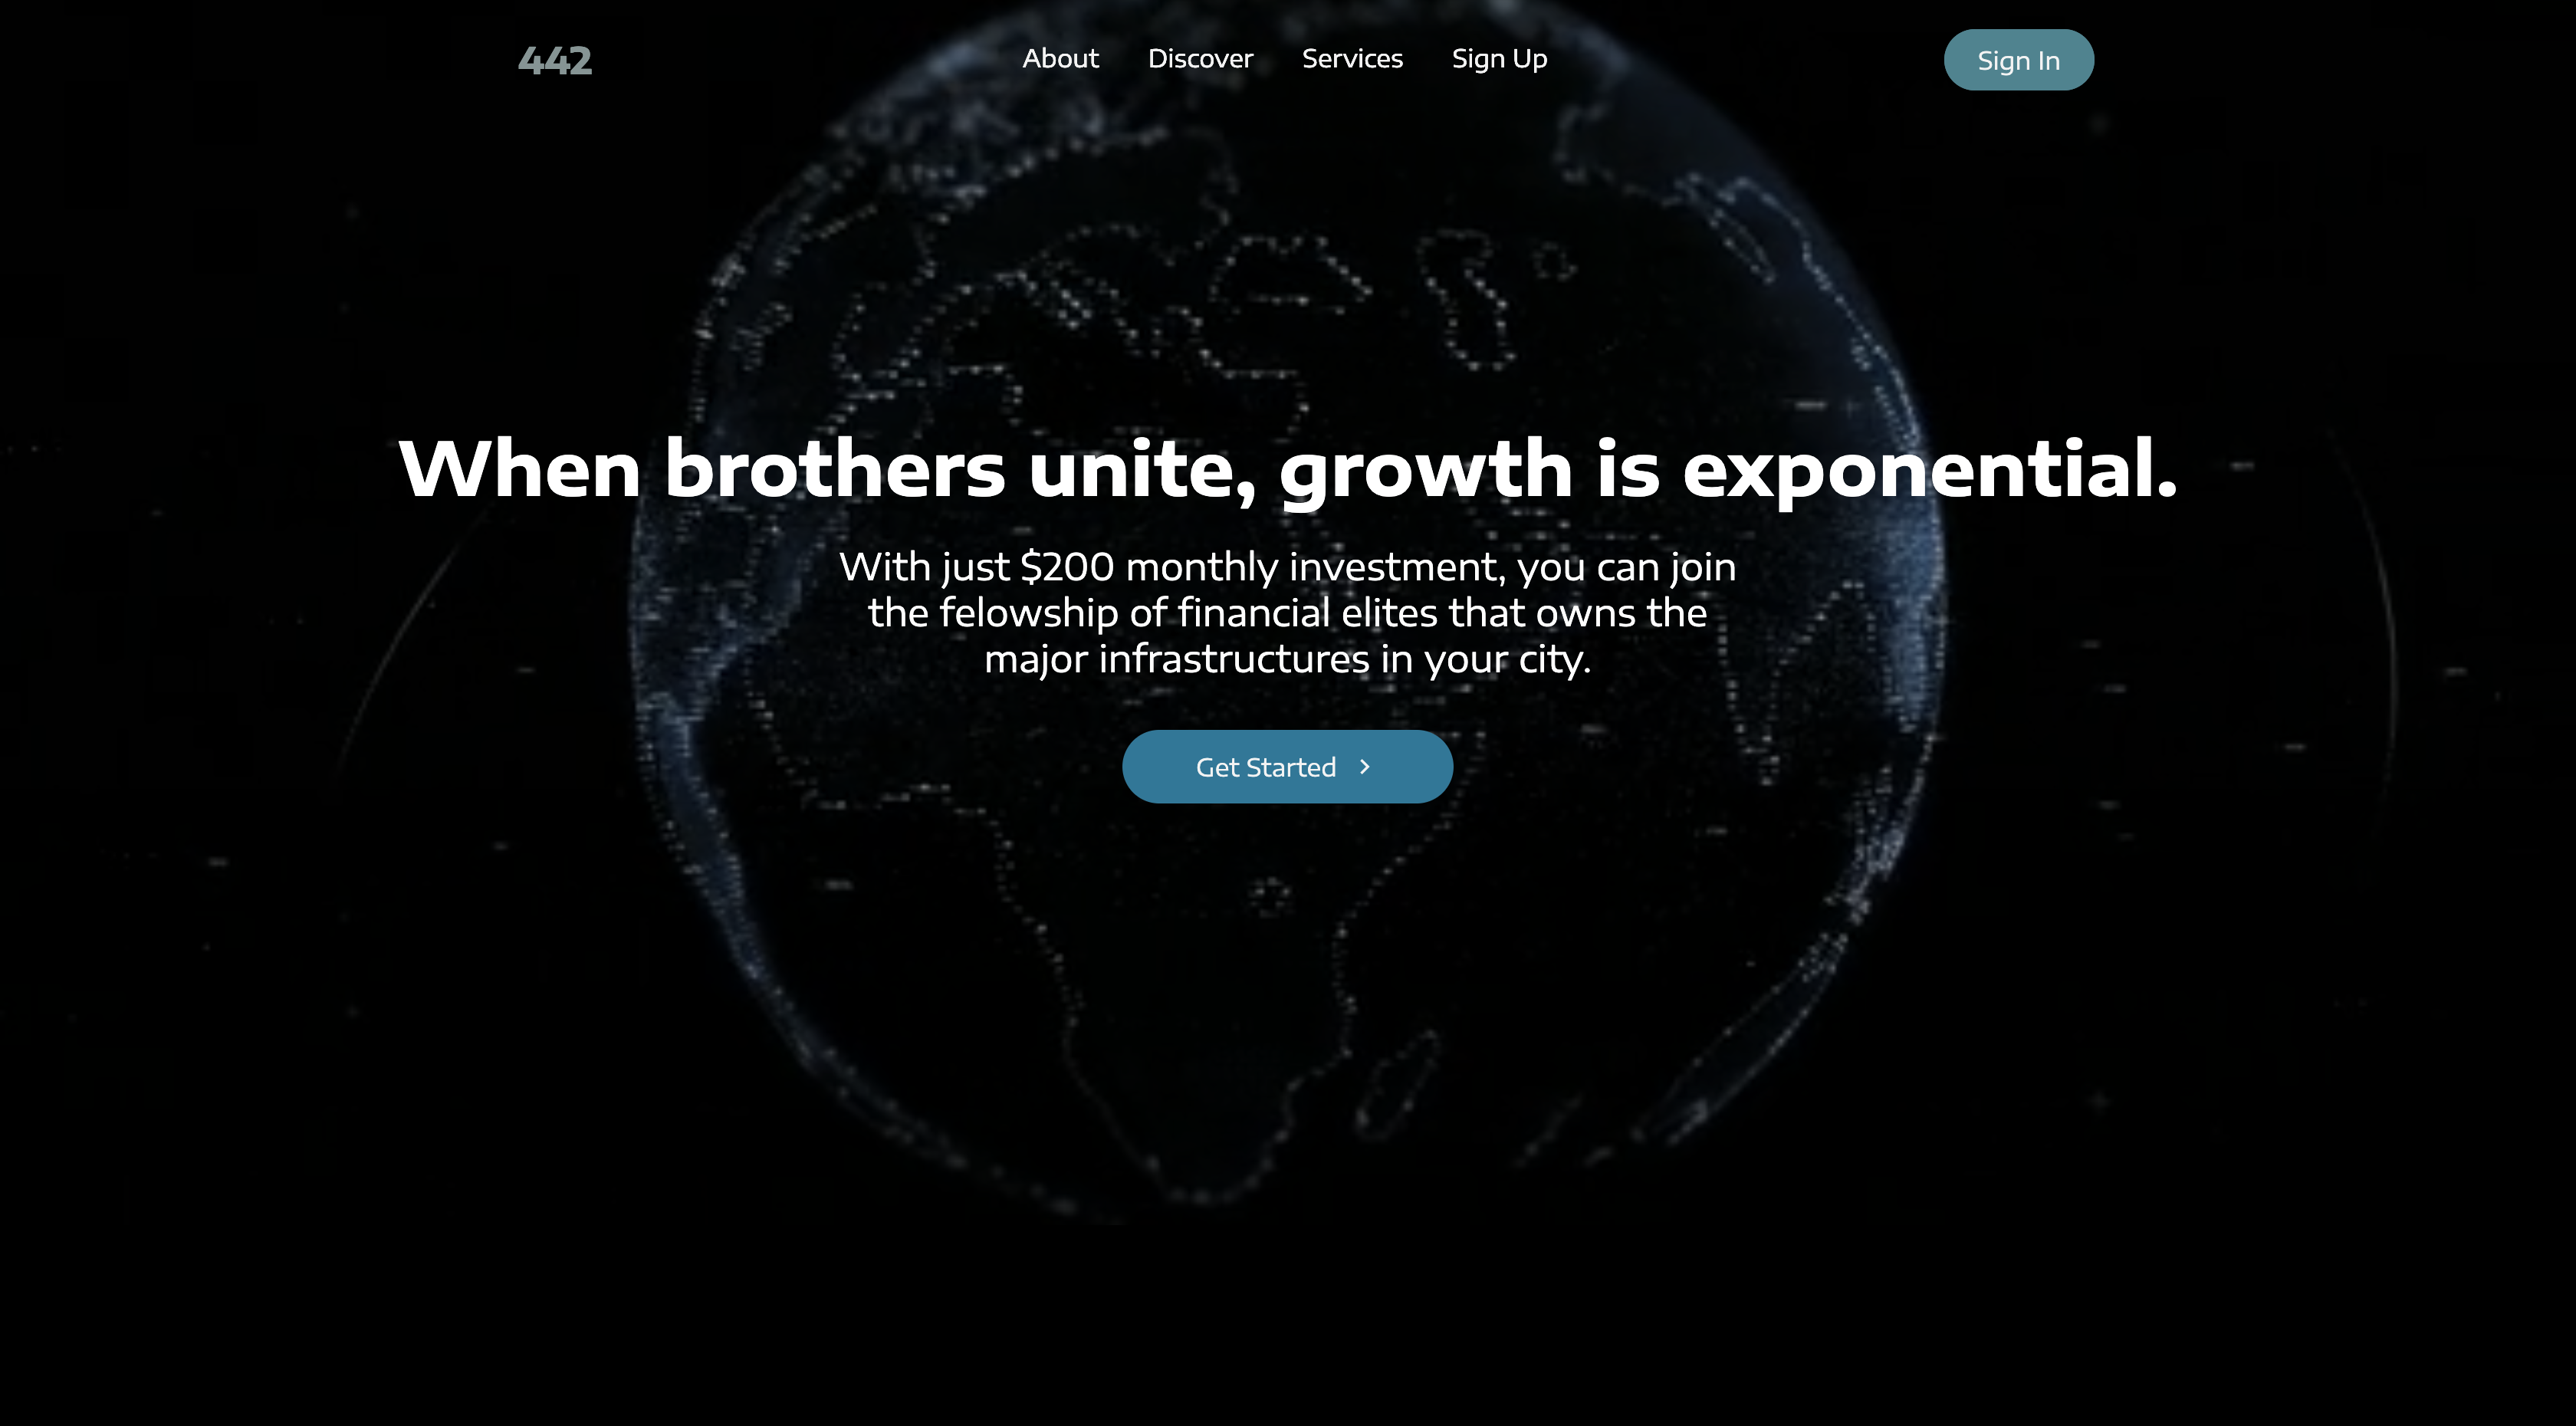 442
About
Discover
Services
Sign Up
Sign In
When brothers unite, growth is exponential.
With just $200 monthly investment, you can join
the felowship of financial elites that owns the
major infrastructures in your city.
Get Started